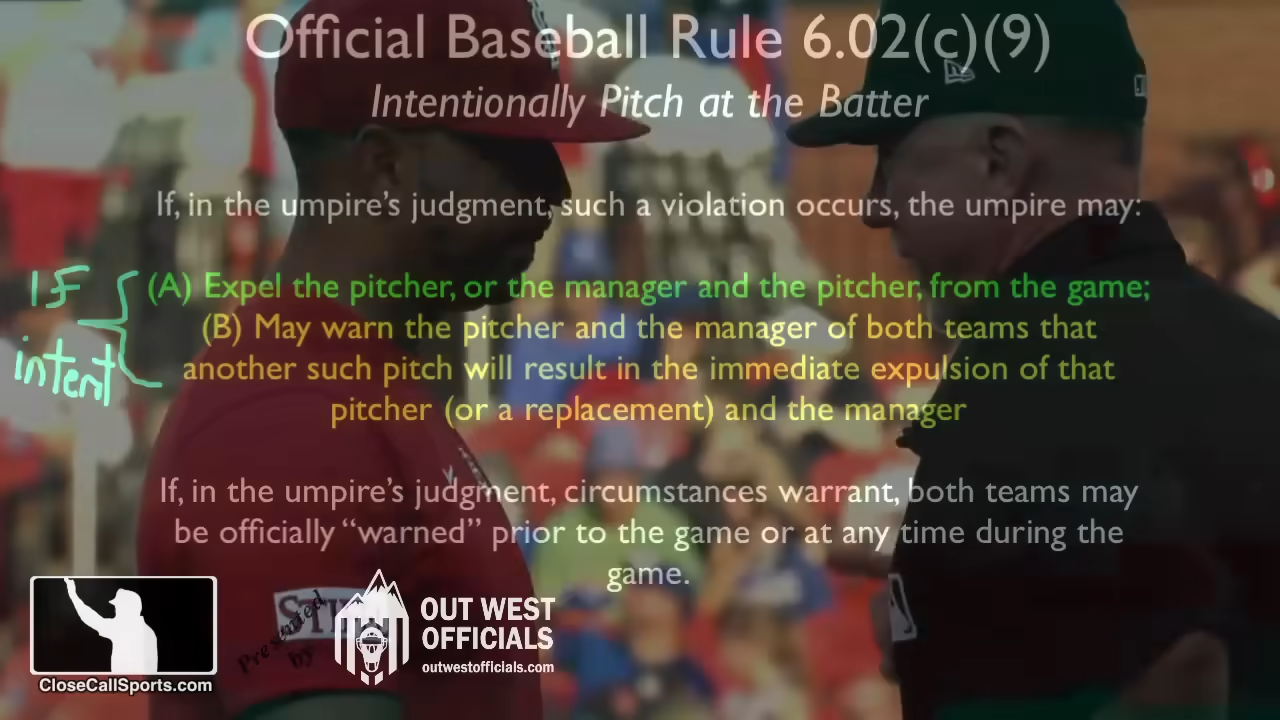 Official Baseball Rule 6.02(c)(9)
Intentionally Pitch at the Batter
If, in the umpire's judgment, such a violation occurs, the umpire may:
IF
intent
(A) Expel the pitcher, or the manager and the pitcher, from the game;
(B) May warn the pitcher and the manager of both teams that
another such pitch will result in the immediate expulsion of that
pitcher (or a replacement) and the manager
If, in the umpire's judgment, circumstances warrant, both teams may
be officially “warned” prior to the game or at any time during the
game.
CloseCallSports.com
Presented
by
OUT WEST
OFFICIALS
outwestofficials.com